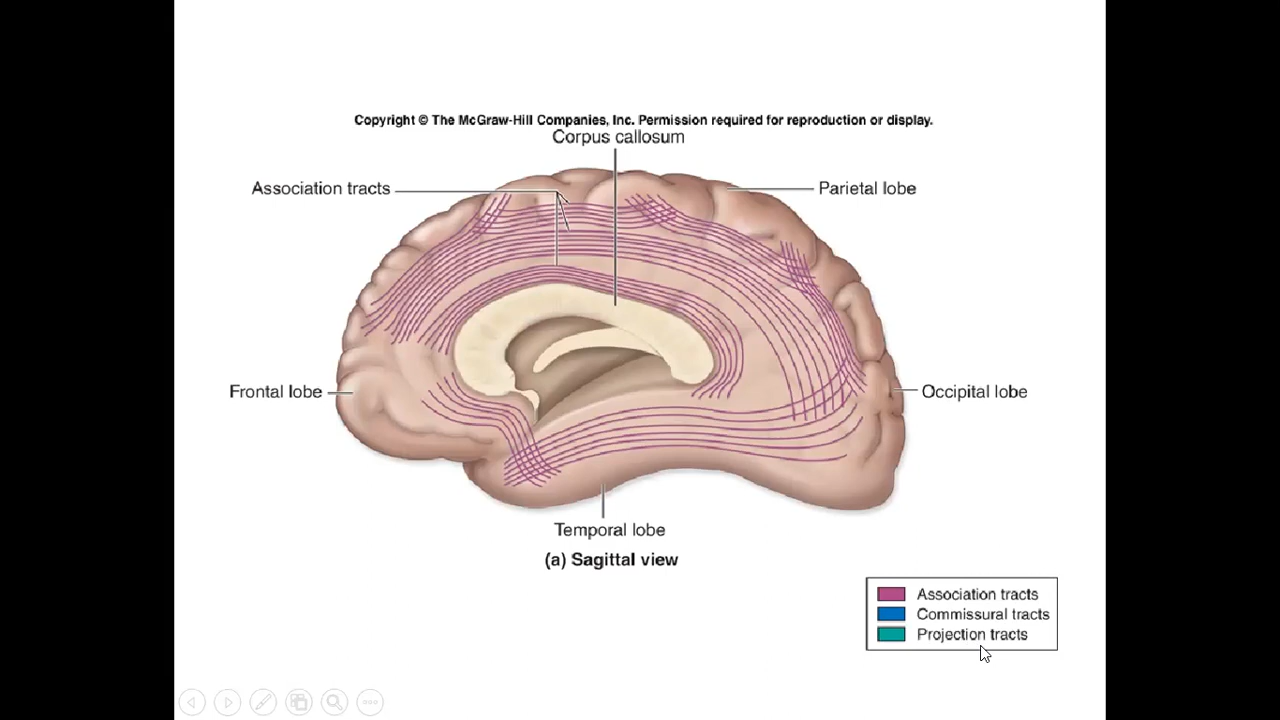 Copyright © The McGraw-Hill Companies, Inc. Permission required for reproduction or display.
Corpus callosum
Association tracts
Parietal lobe
Frontal lobe
Occipital lobe
Temporal lobe
(a) Sagittal view
Association tracts
Commissural tracts
Projection tracts